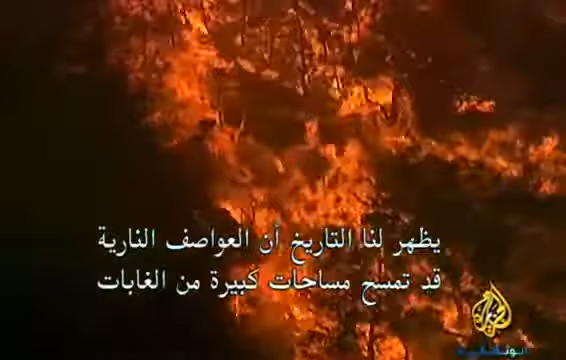 يظهر لنا التاريخ أن العواصف النارية
قد تمسح مساحات كبيرة من الغابات